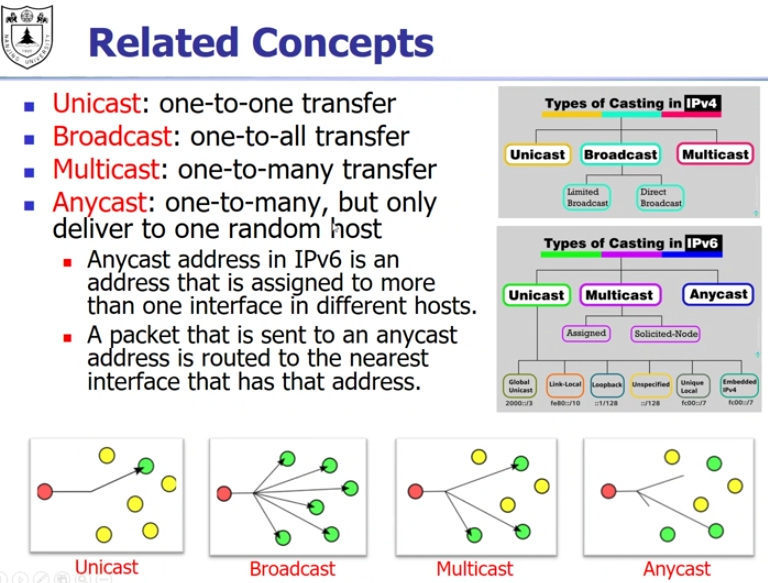 NANJING UNIVERSITY
Related Concepts
Unicast: one-to-one transfer
Broadcast: one-to-all transfer
Multicast: one-to-many transfer
Anycast: one-to-many, but only
deliver to one random host
Anycast address in IPv6 is an
address that is assigned to more
than one interface in different hosts.
A packet that is sent to an anycast
address is routed to the nearest
interface that has that address.
Types of Casting in IPv4
Unicast Broadcast Multicast
Limited Broadcast Direct Broadcast
Types of Casting in IPv6
Unicast Multicast Anycast
Assigned Solicited-Node
Global Unicast Link-Local Loopback Unspecified Unique Local Embedded IPv4
2000::/3 fe80::/10 ::1/128 ::/128 fc00::/7 fc00::/7
Unicast Broadcast Multicast Anycast